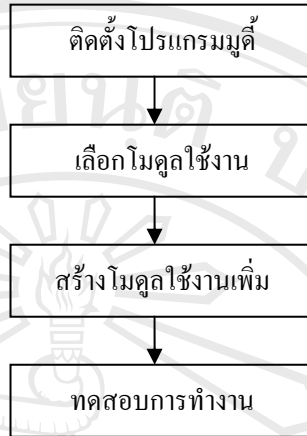 ติดตั้งโปรแกรมมูดี้
เลือกโมดูลใช้งาน
สร้างโมดูลใช้งานเพิ่ม
ทดสอบการทำงาน